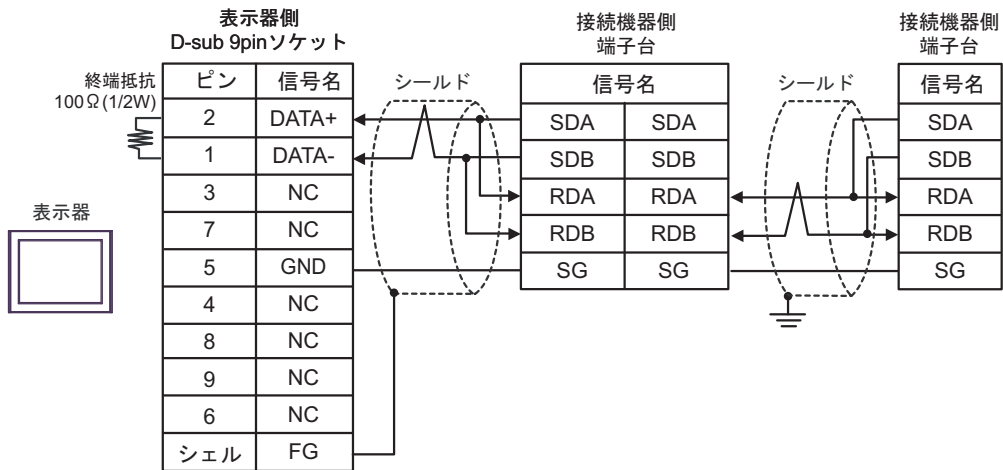 表示器側
D-sub 9pinソケット
接続機器側
端子台
接続機器側
端子台
終端抵抗
100Ω(1/2W)
ピン 信号名
シールド
信号名
シールド
信号名
2 DATA+
SDA SDA
SDA
1 DATA-
SDB SDB
SDB
3 NC
RDA RDA
RDA
表示器
7 NC
RDB RDB
RDB
5 GND
SG SG
SG
4 NC
8 NC
9 NC
6 NC
シェル FG